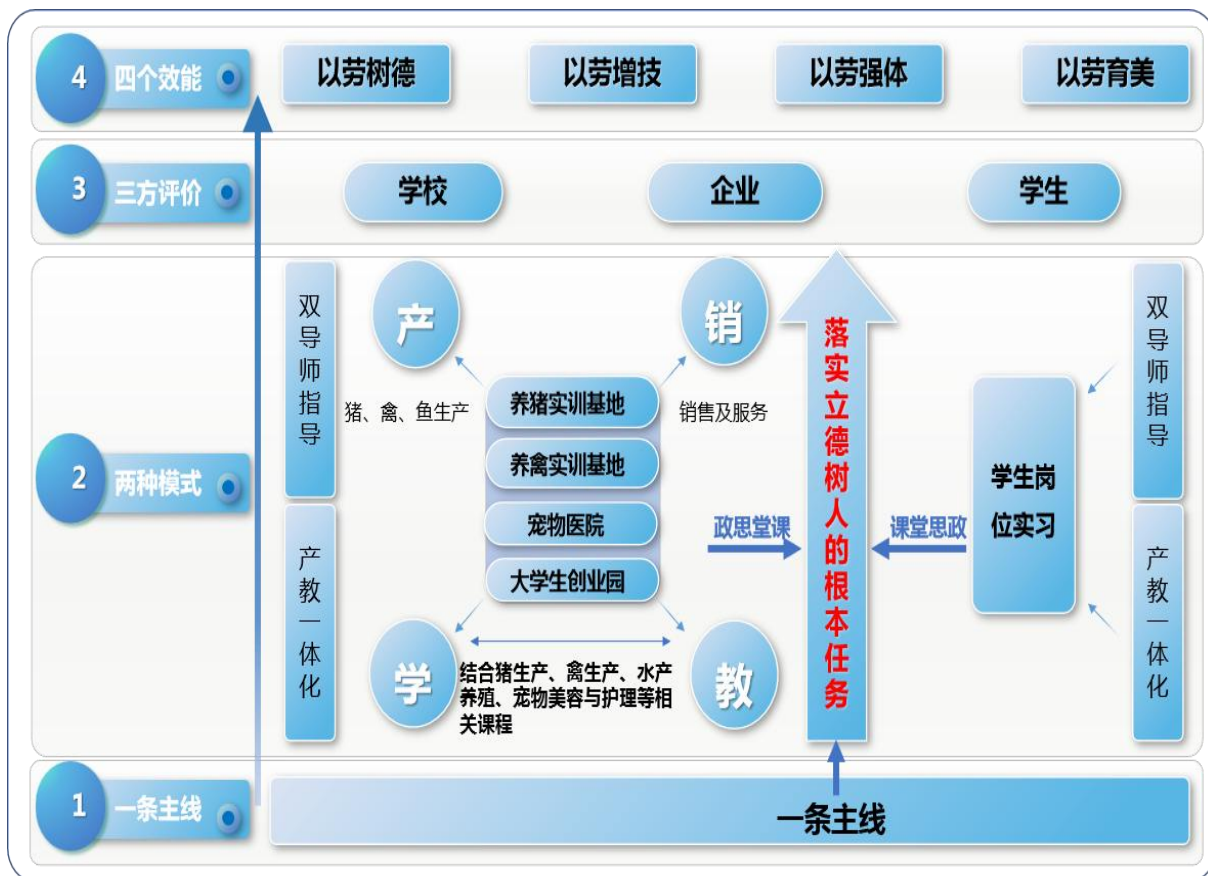 4
四个效能
以劳树德
以劳增技
以劳强体
以劳育美
3
三方评价
学校
企业
学生
2
两种模式
双导师指导
产教一体化
产
销
猪、禽、鱼生产
销售及服务
养猪实训基地
养禽实训基地
宠物医院
大学生创业园
学
教
结合猪生产、禽生产、水产
养殖、宠物美容与护理等相
关课程
政思堂课
落实立德树人的根本任务
课堂思政
学生岗
位实习
双导师指导
产教一体化
1
一条主线
一条主线